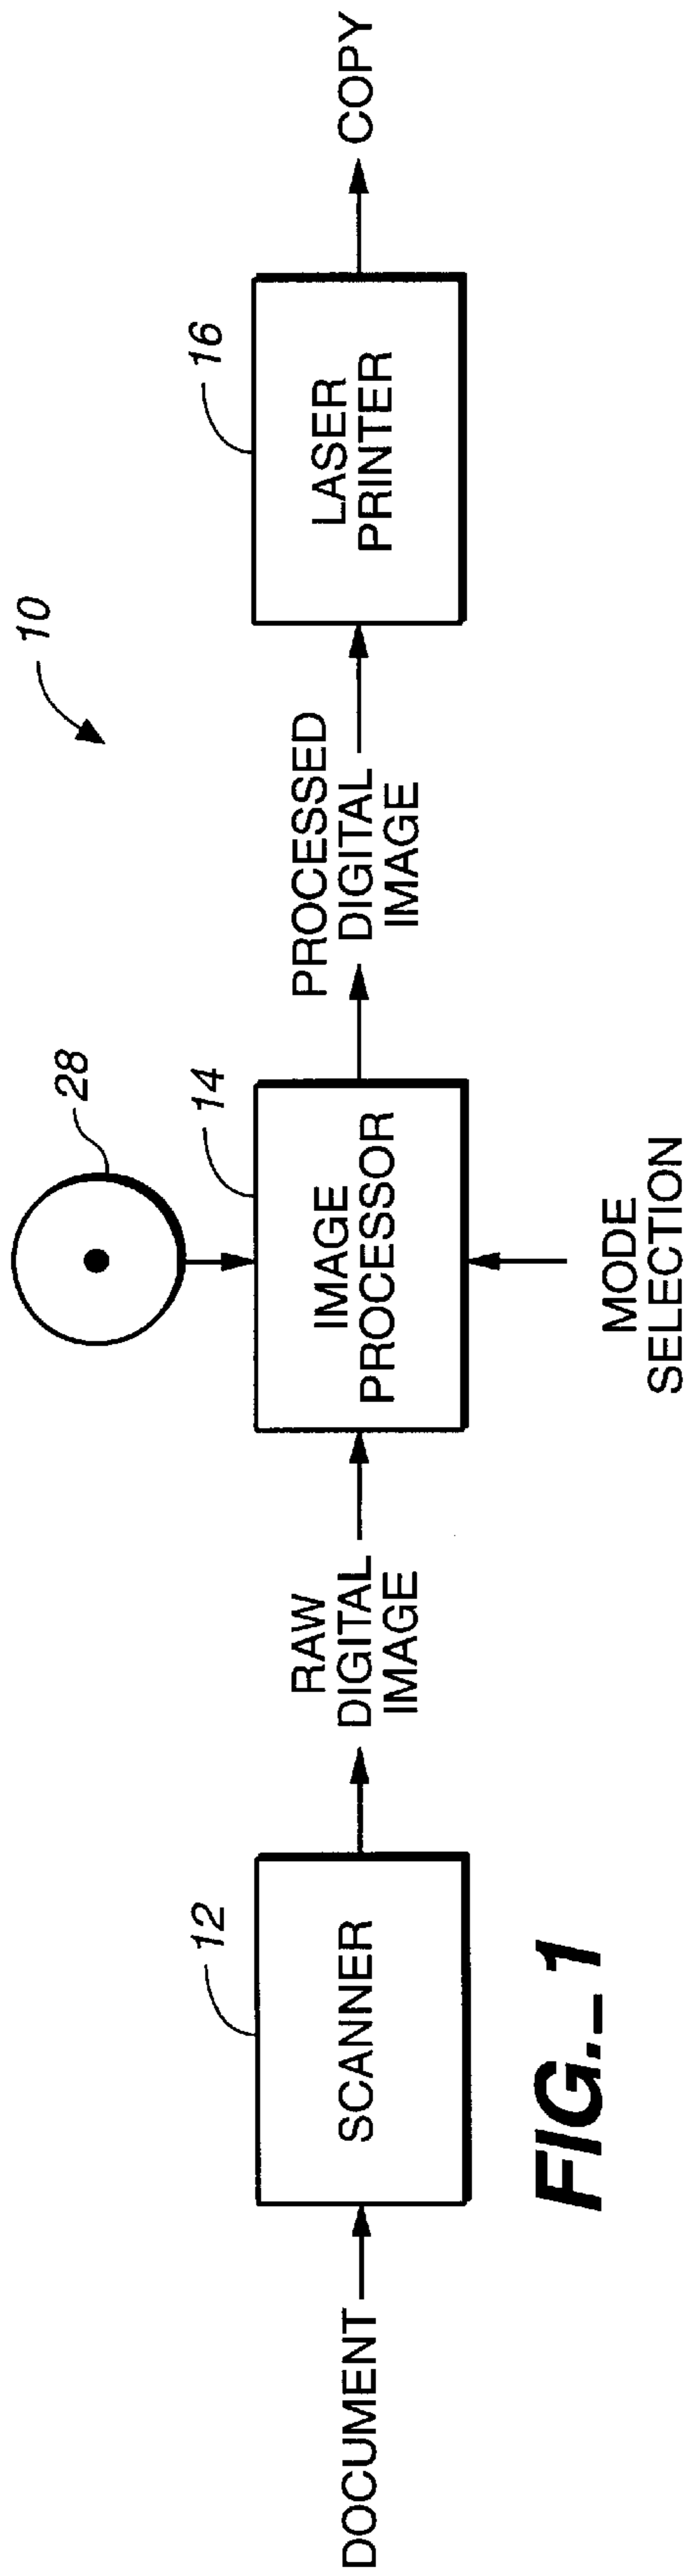 10
28
12
14
16
DOCUMENT
SCANNER
RAW
DIGITAL
IMAGE
IMAGE
PROCESSOR
PROCESSED
DIGITAL
IMAGE
LASER
PRINTER
COPY
MODE
SELECTION
FIG._1